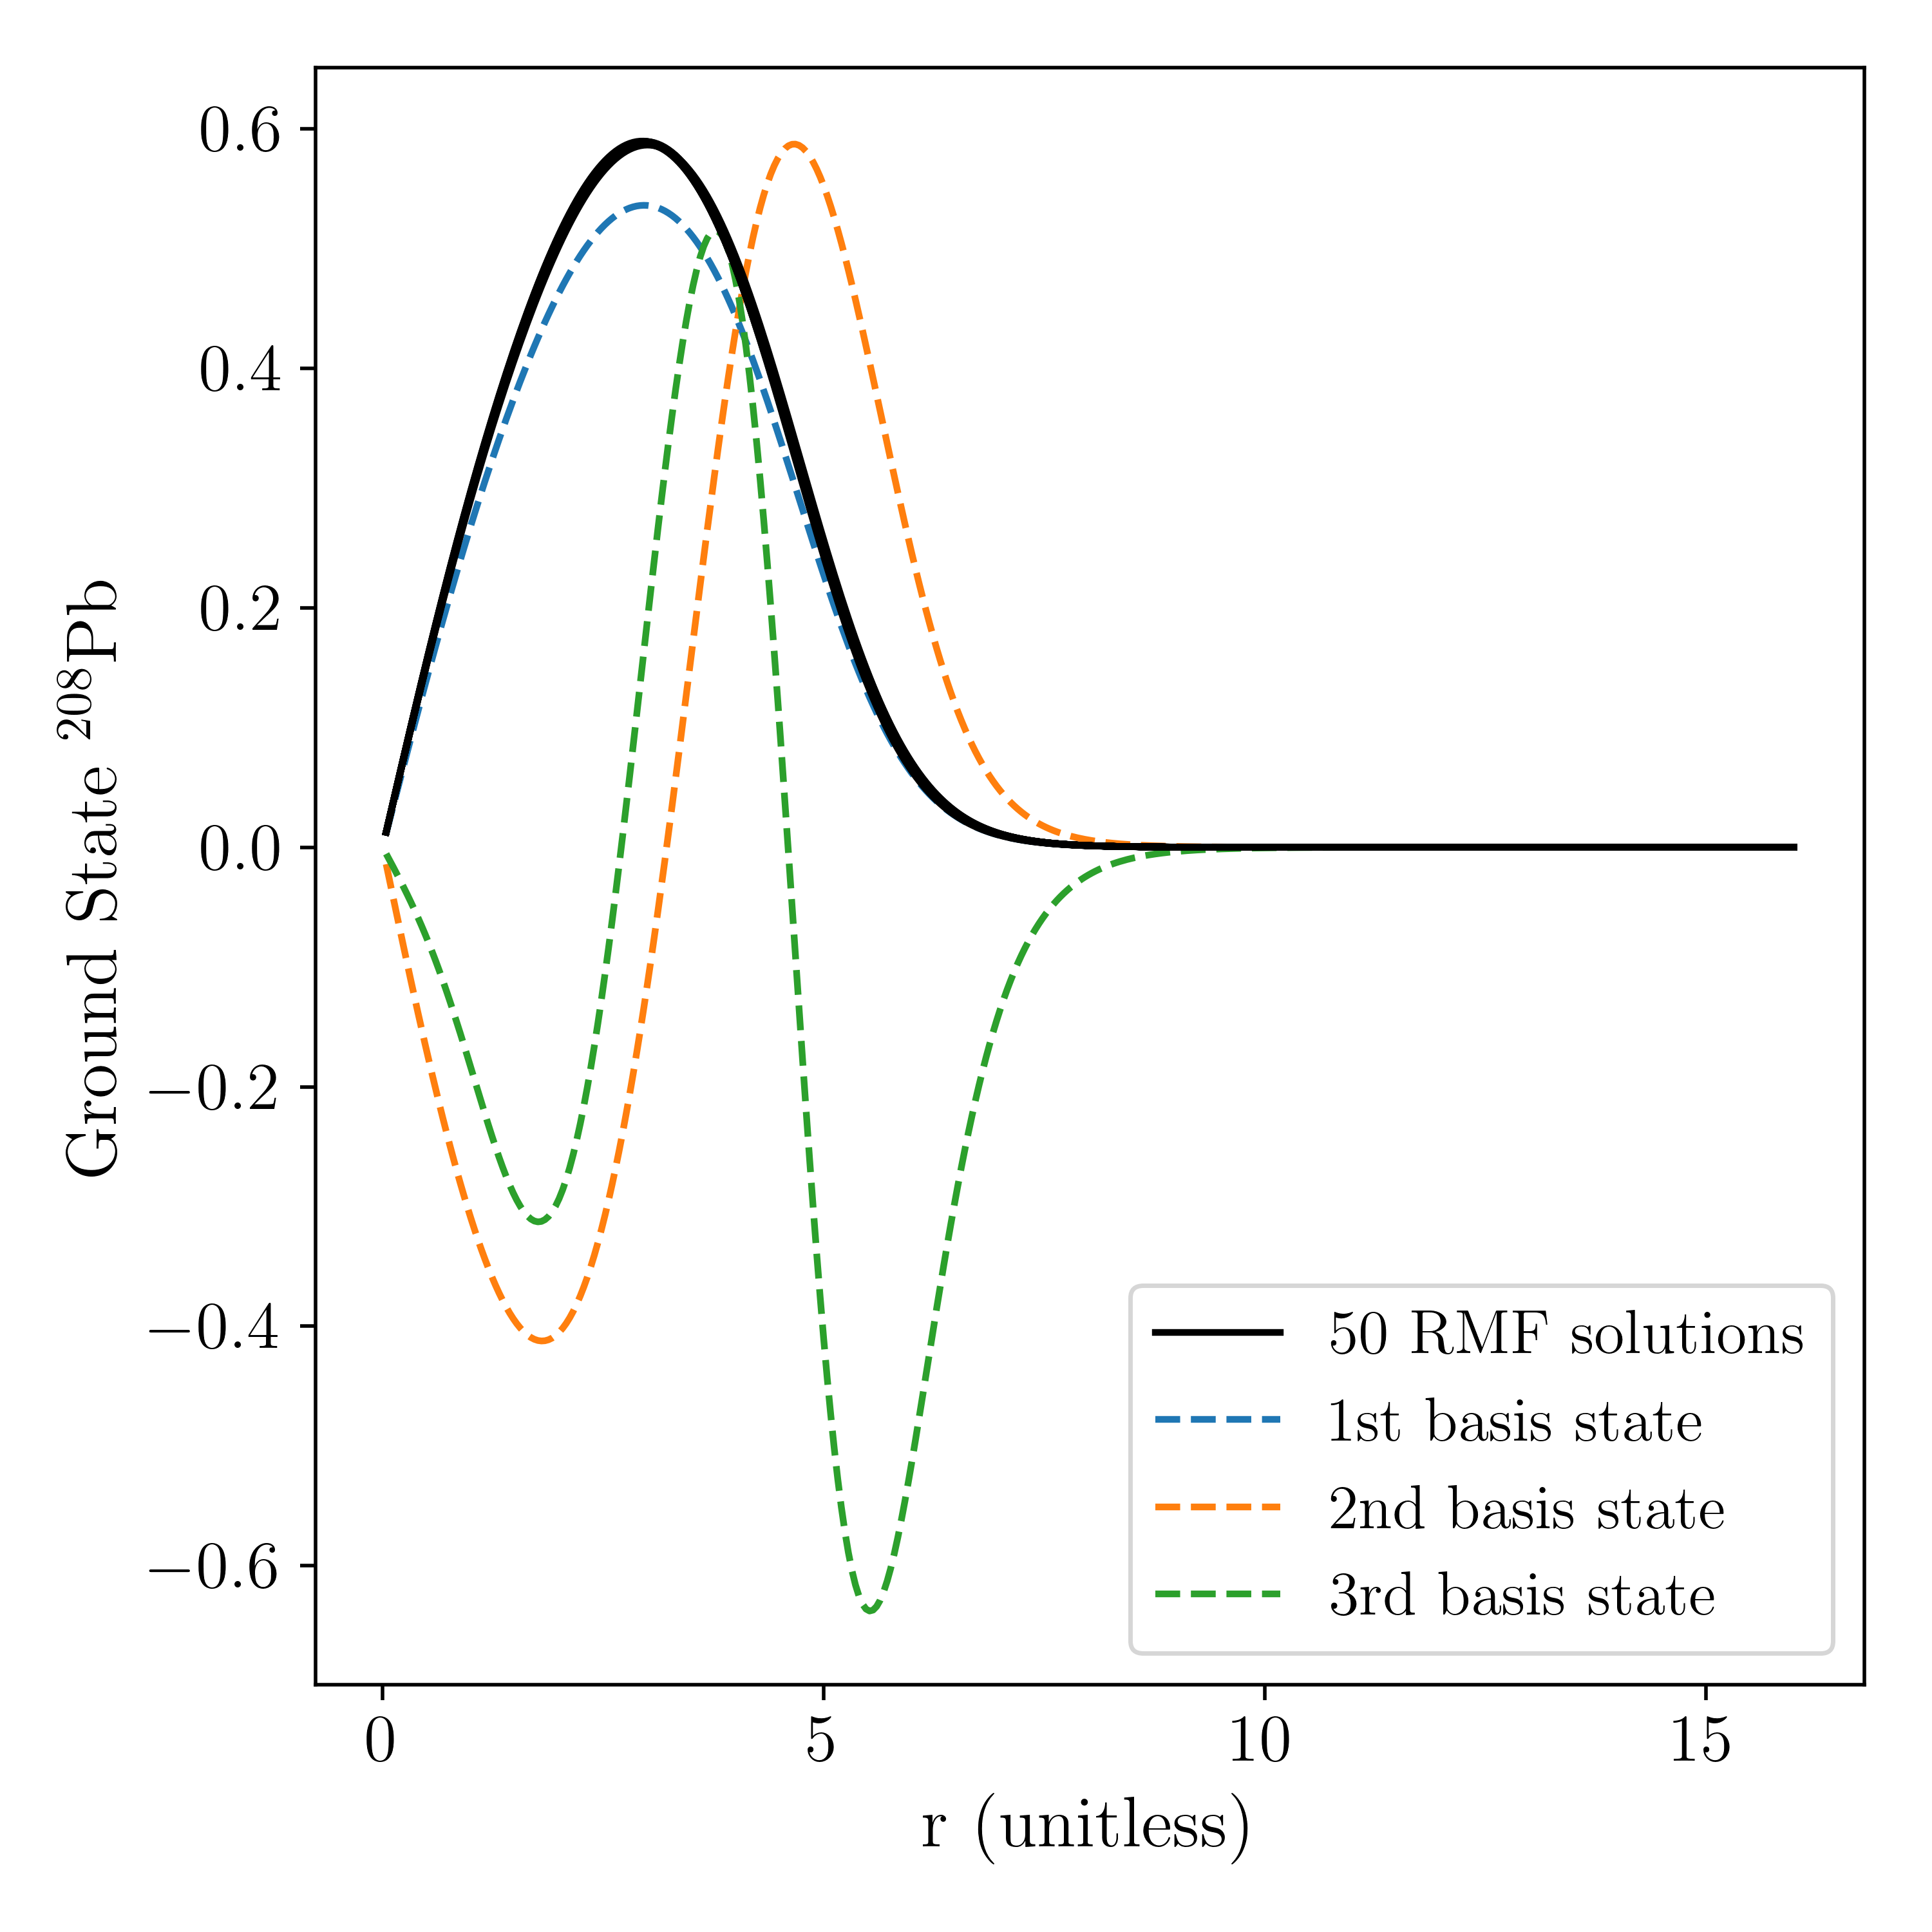 0.6
0.4
0.2
0.0
−0.2
−0.4
−0.6
Ground State ²⁰⁸Pb
0 5 10 15
r (unitless)
50 RMF solutions
1st basis state
2nd basis state
3rd basis state